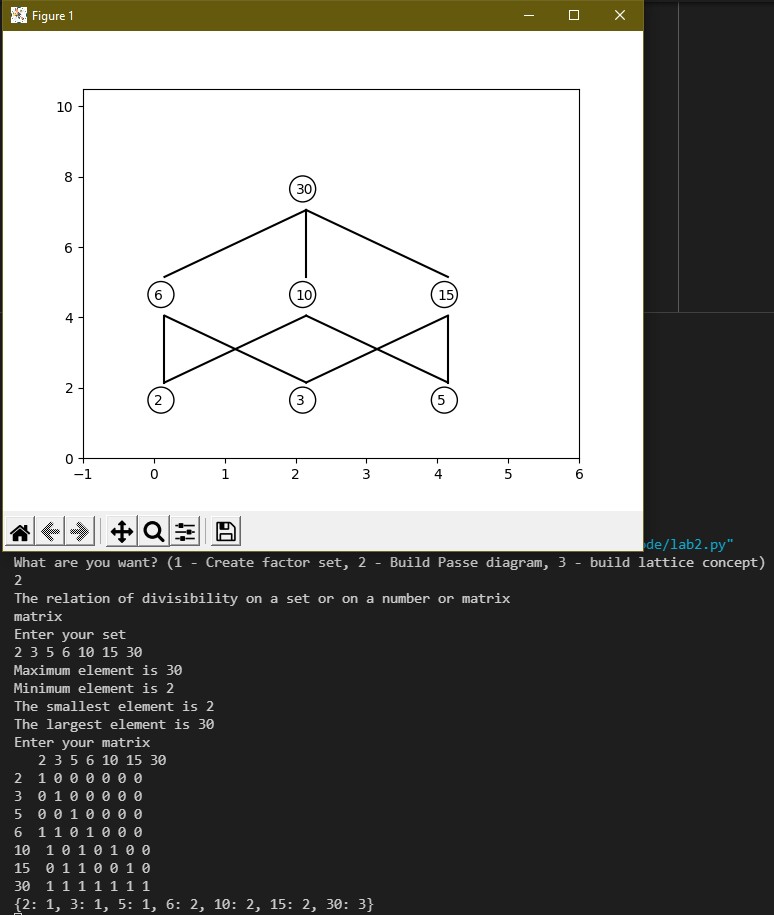 Figure 1
10
8
6
4
2
0
30
6 10 15
2 3 5
−1 0 1 2 3 4 5 6
ode/lab2.py"
What are you want? (1 - Create factor set, 2 - Build Passe diagram, 3 - build lattice concept)
2
The relation of divisibility on a set or on a number or matrix
matrix
Enter your set
2 3 5 6 10 15 30
Maximum element is 30
Minimum element is 2
The smallest element is 2
The largest element is 30
Enter your matrix
2 3 5 6 10 15 30
2 1 0 0 0 0 0 0
3 0 1 0 0 0 0 0
5 0 0 1 0 0 0 0
6 1 1 0 1 0 0 0
10 1 0 1 0 1 0 0
15 0 1 1 0 0 1 0
30 1 1 1 1 1 1 1
{2: 1, 3: 1, 5: 1, 6: 2, 10: 2, 15: 2, 30: 3}